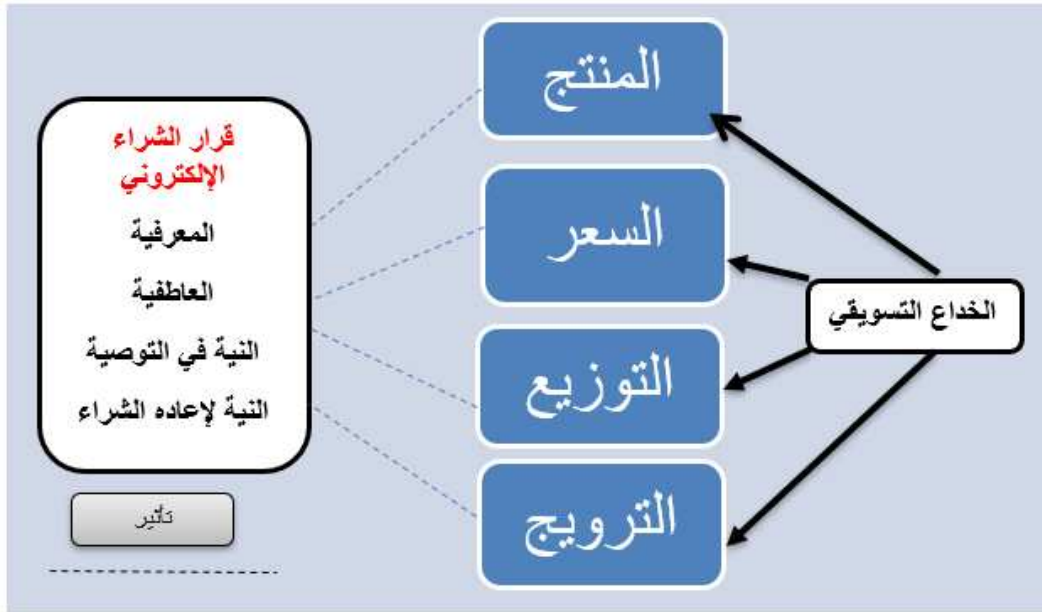 الخداع التسويقي
المنتج
السعر
التوزيع
الترويج
قرار الشراء
الإلكتروني
المعرفية
العاطفية
النية في التوصية
النية لإعاده الشراء
تأثير